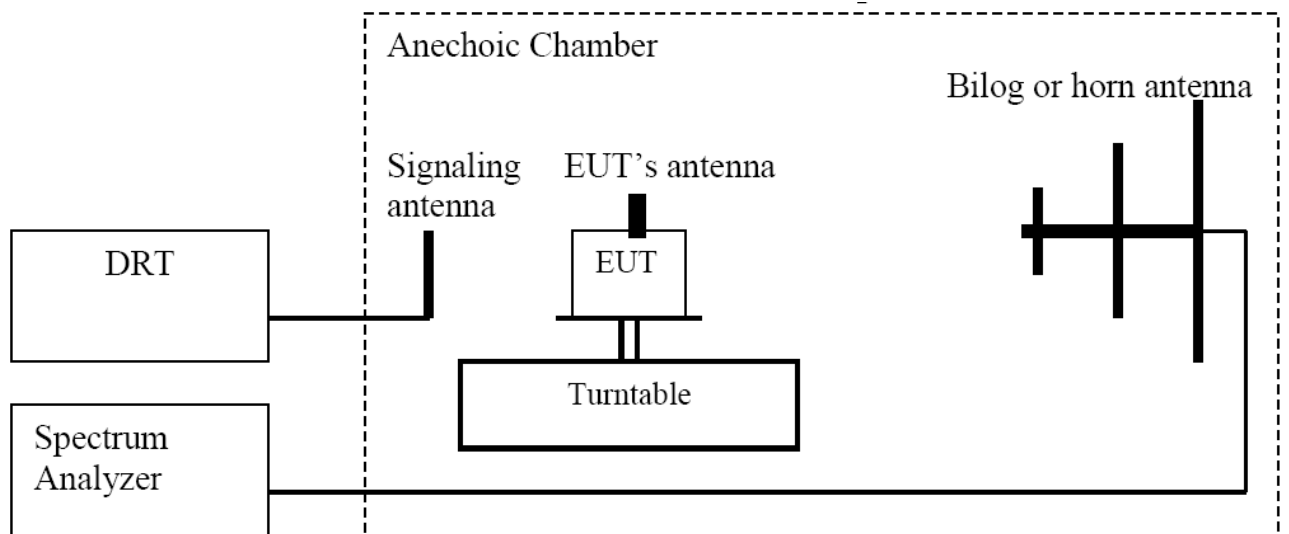 Anechoic Chamber
Bilog or horn antenna
Signaling
antenna
EUT’s antenna
DRT
EUT
Turntable
Spectrum
Analyzer